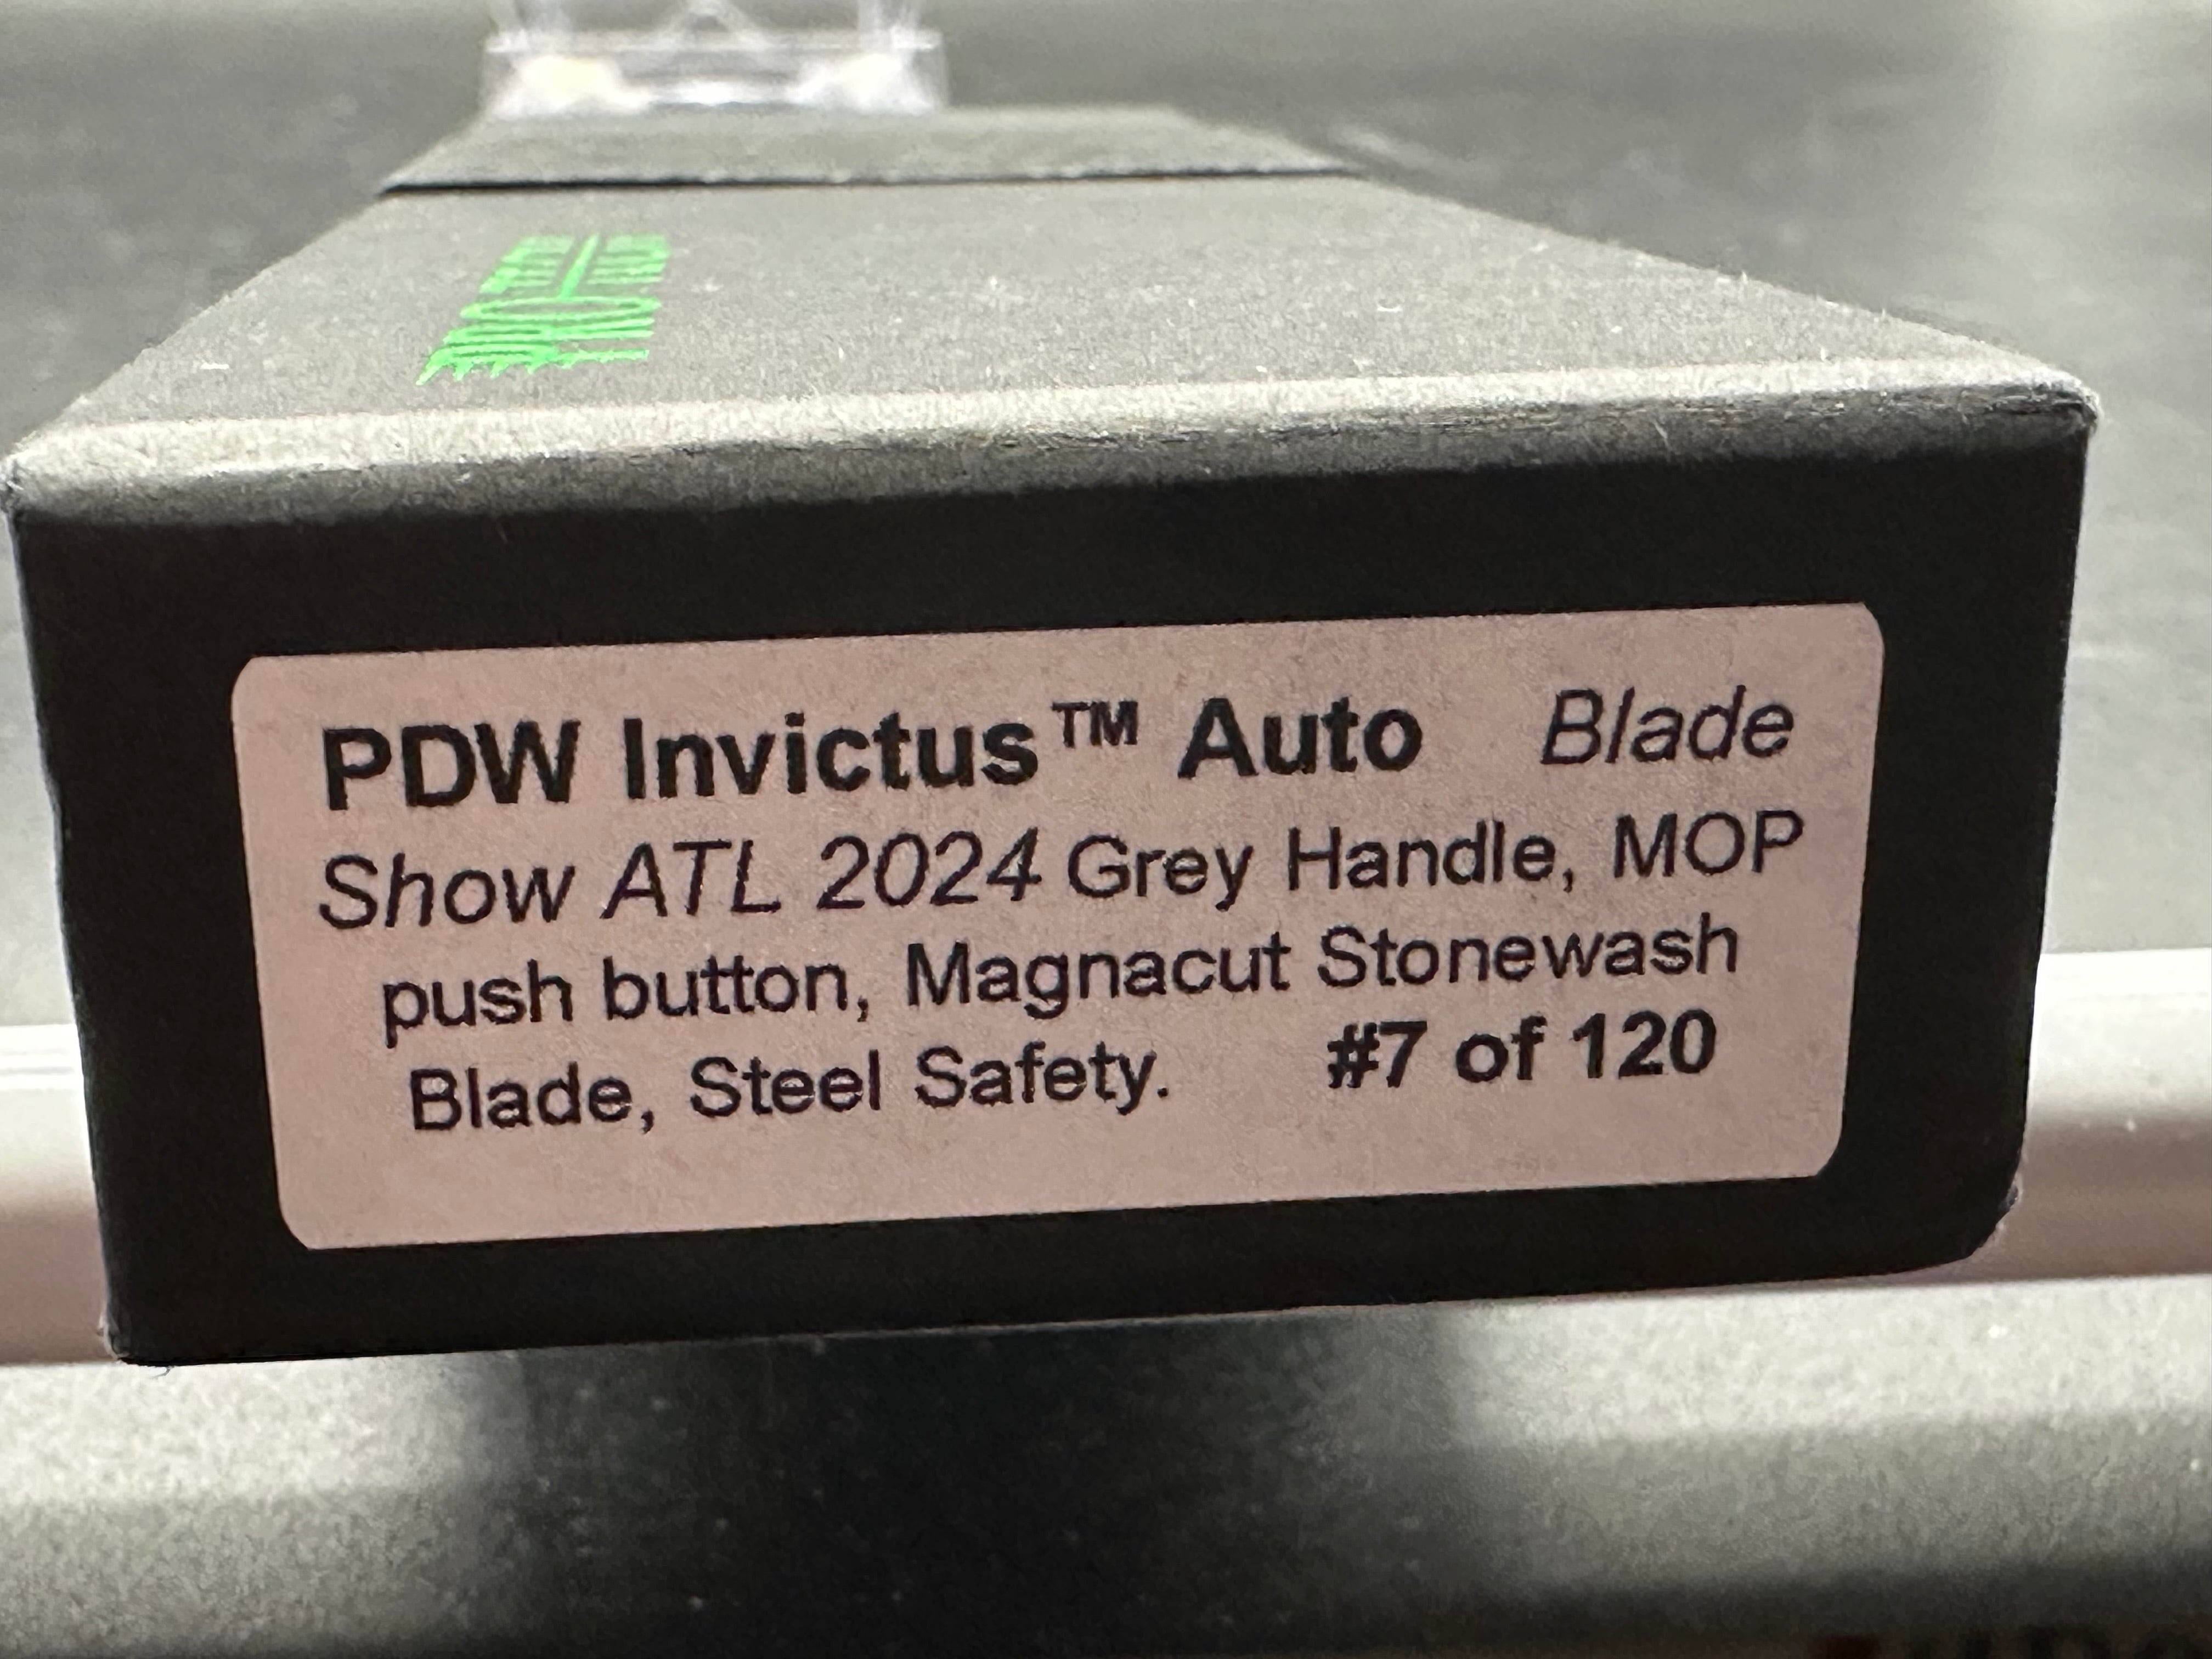 PDW Invictus™ Auto Blade
Show ATL 2024 Grey Handle, MOP
push button, Magnacut Stonewash
Blade, Steel Safety. #7 of 120